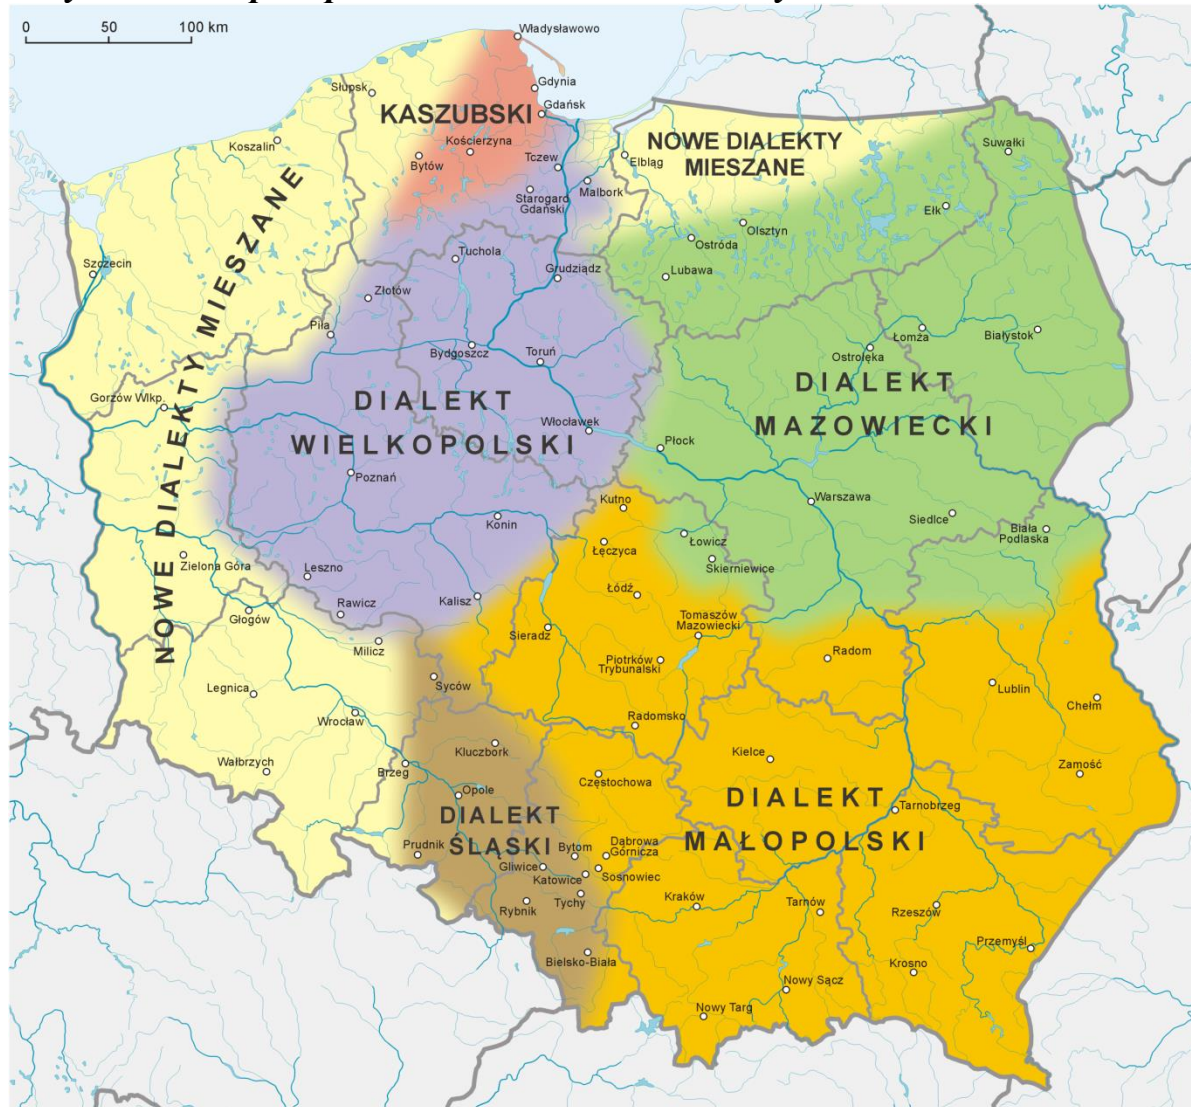 0 50 100 km
Władysławowo
Gdynia
Słupsk
Gdańsk
KASZUBSKI
Koszalin
Kościerzyna
Bytów
Tczew
Elbląg
NOWE DIALEKTY
MIESZANE
Suwałki
Malbork
Starogard
Gdański
Ełk
Olsztyn
Ostróda
Szczecin
Tuchola
Grudziądz
Lubawa
Złotów
Piła
NOWE DIALEKTY MIESZANE
Bydgoszcz
Toruń
Ostrołęka
Łomża
Białystok
Gorzów Wlkp.
DIALEKT
WIELKOPOLSKI
DIALEKT
MAZOWIECKI
Włocławek
Płock
Poznań
Warszawa
Kutno
Konin
Siedlce
Biała
Podlaska
Łowicz
Łęczyca
Skierniewice
Zielona Góra
Leszno
Łódź
Kalisz
Rawicz
Głogów
Sieradz
Tomaszów
Mazowiecki
Milicz
Piotrków
Trybunalski
Radom
Syców
Legnica
Lublin
Chełm
Wrocław
Radomsko
Kluczbork
Kielce
Wałbrzych
Brzeg
Częstochowa
Zamość
Opole
DIALEKT
ŚLĄSKI
DIALEKT
MAŁOPOLSKI
Tarnobrzeg
Prudnik
Bytom
Dąbrowa
Górnicza
Gliwice
Katowice
Sosnowiec
Tychy
Rybnik
Kraków
Tarnów
Rzeszów
Przemyśl
Bielsko-Biała
Krosno
Nowy Sącz
Nowy Targ